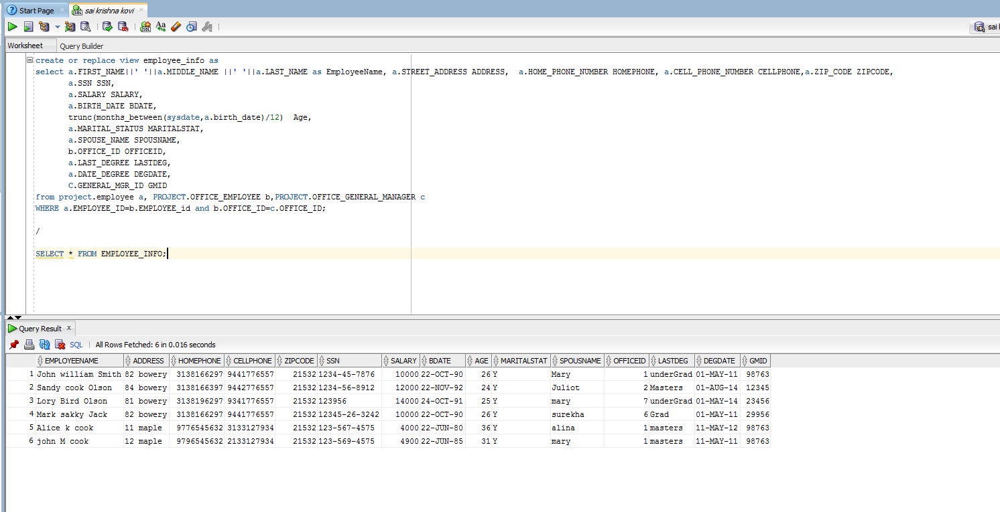 Start Page
sai krishna kovi
sai k
Worksheet Query Builder
create or replace view employee_info as
select a.FIRST_NAME||' '||a.MIDDLE_NAME ||' '||a.LAST_NAME as EmployeeName, a.STREET_ADDRESS ADDRESS,  a.HOME_PHONE_NUMBER HOMEPHONE, a.CELL_PHONE_NUMBER CELLPHONE,a.ZIP_CODE ZIPCODE,
a.SSN SSN,
a.SALARY SALARY,
a.BIRTH_DATE BDATE,
trunc(months_between(sysdate,a.birth_date)/12)  Age,
a.MARITAL_STATUS MARITALSTAT,
a.SPOUSE_NAME SPOUSNAME,
b.OFFICE_ID OFFICEID,
a.LAST_DEGREE LASTDEG,
a.DATE_DEGREE DEGDATE,
C.GENERAL_MGR_ID GMID
from project.employee a, PROJECT.OFFICE_EMPLOYEE b,PROJECT.OFFICE_GENERAL_MANAGER c
WHERE a.EMPLOYEE_ID=b.EMPLOYEE_id and b.OFFICE_ID=c.OFFICE_ID;
/
SELECT * FROM EMPLOYEE_INFO;
Query Result x
SQL | All Rows Fetched: 6 in 0.016 seconds
EMPLOYEENAME ADDRESS HOMEPHONE CELLPHONE ZIPCODE SSN SALARY BDATE AGE MARITALSTAT SPOUSNAME OFFICEID LASTDEG DEGDATE GMID
1 John william Smith 82 bowery 3138166297 9441776557 21532 1234-45-7876 10000 22-OCT-90 26 Y Mary 1 underGrad 01-MAY-11 98763
2 Sandy cook Olson 84 bowery 3138166397 9442776557 21532 1234-56-8912 12000 22-NOV-92 24 Y Juliot 2 Masters 01-AUG-14 12345
3 Lory Bird Olson 81 bowery 3138196297 9341776557 21532 123956 14000 24-OCT-91 25 Y mary 7 underGrad 01-MAY-14 23456
4 Mark sakky Jack 82 bowery 3138166297 9441776557 21532 12345-26-3242 10000 22-OCT-90 26 Y surekha 6 Grad 01-MAY-11 29956
5 Alice k cook 11 maple 9776545632 3133127934 21532 123-567-4575 4000 22-JUN-80 36 Y alina 1 masters 11-MAY-12 98763
6 john M cook 12 maple 9796545632 2133127934 21532 123-569-4575 4900 22-JUN-85 31 Y mary 1 masters 11-MAY-11 98763